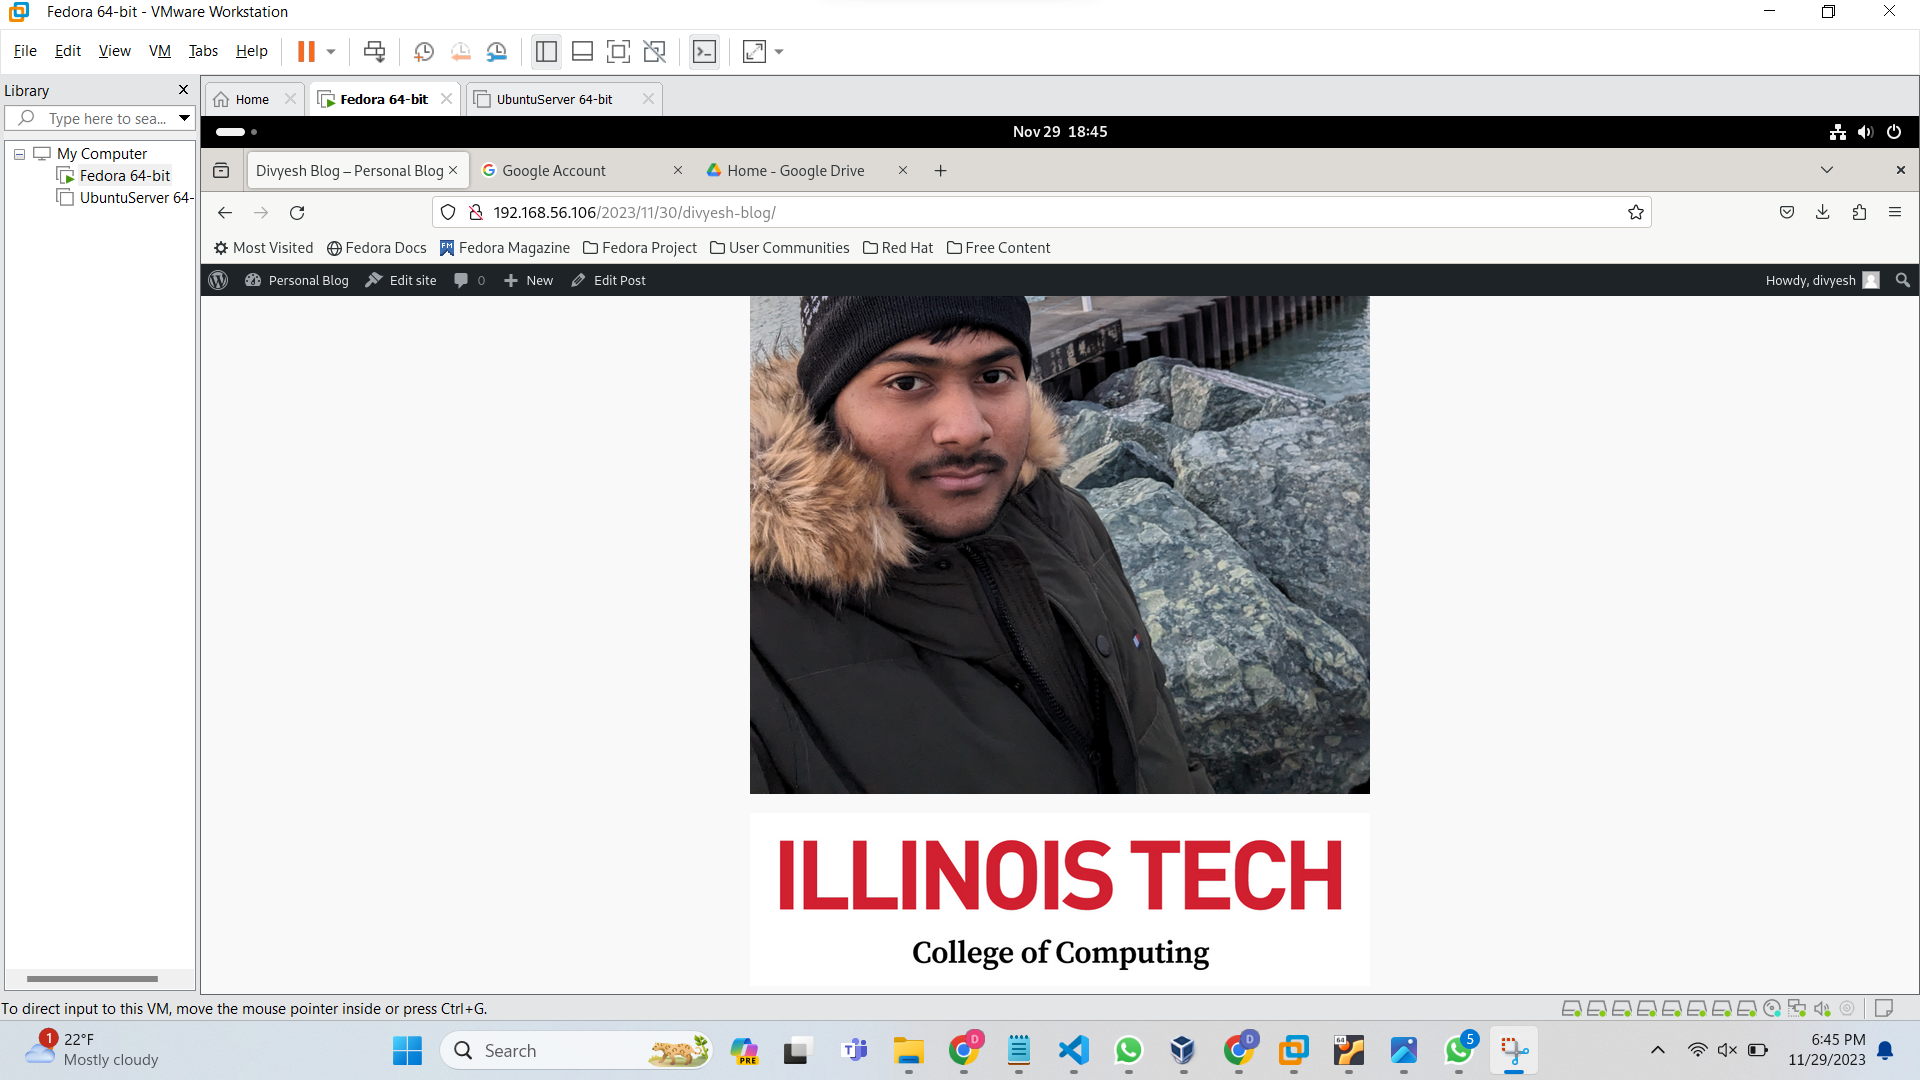 Fedora 64-bit - VMware Workstation
File Edit View VM Tabs Help
Library
Home Fedora 64-bit UbuntuServer 64-bit
Type here to sea...
My Computer
Fedora 64-bit
UbuntuServer 64-
Nov 29 18:45
Divyesh Blog – Personal Blog Google Account Home - Google Drive
192.168.56.106/2023/11/30/divyesh-blog/
Most Visited Fedora Docs Fedora Magazine Fedora Project User Communities Red Hat Free Content
Personal Blog Edit site 0 New Edit Post Howdy, divyesh
ILLINOIS TECH
College of Computing
To direct input to this VM, move the mouse pointer inside or press Ctrl+G.
1 22°F
Mostly cloudy
Search
PRE
D
D
64
5
6:45 PM
11/29/2023